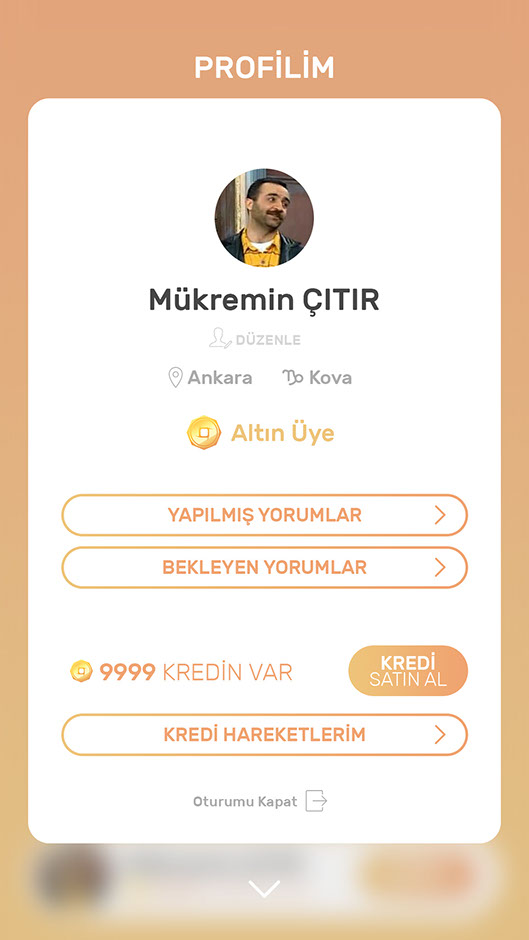 PROFİLİM
Mükremin ÇITIR
DÜZENLE
Ankara Kova
Altın Üye
YAPILMIŞ YORUMLAR
BEKLEYEN YORUMLAR
9999 KREDİN VAR
KREDİ
SATIN AL
KREDİ HAREKETLERİM
Oturumu Kapat